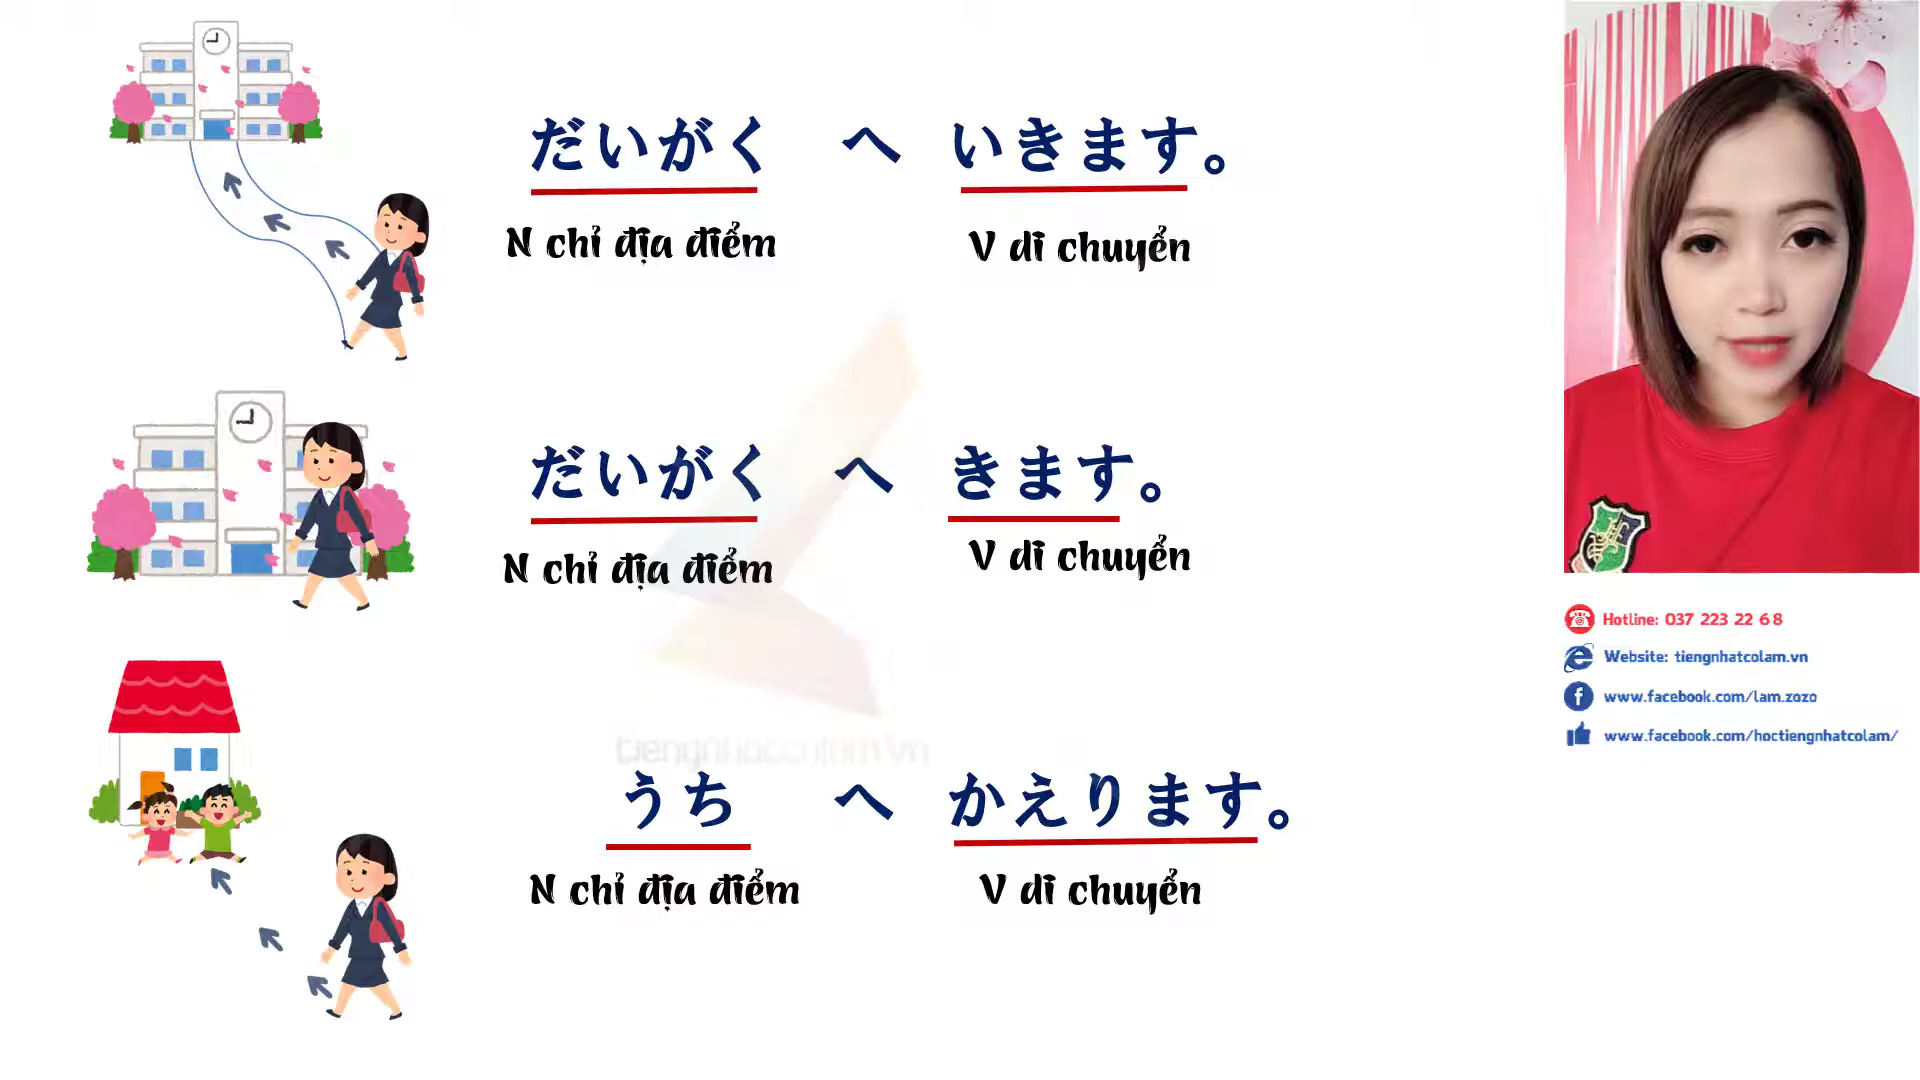 だいがく へ いきます。
N chỉ địa điểm V di chuyển
だいがく へ きます。
N chỉ địa điểm V di chuyển
うち へ かえります。
N chỉ địa điểm V di chuyển
tiengnhatcolam.vn
Hotline: 037 223 22 68
Website: tiengnhatcolam.vn
www.facebook.com/lam.zozo
www.facebook.com/hoctiengnhatcolam/